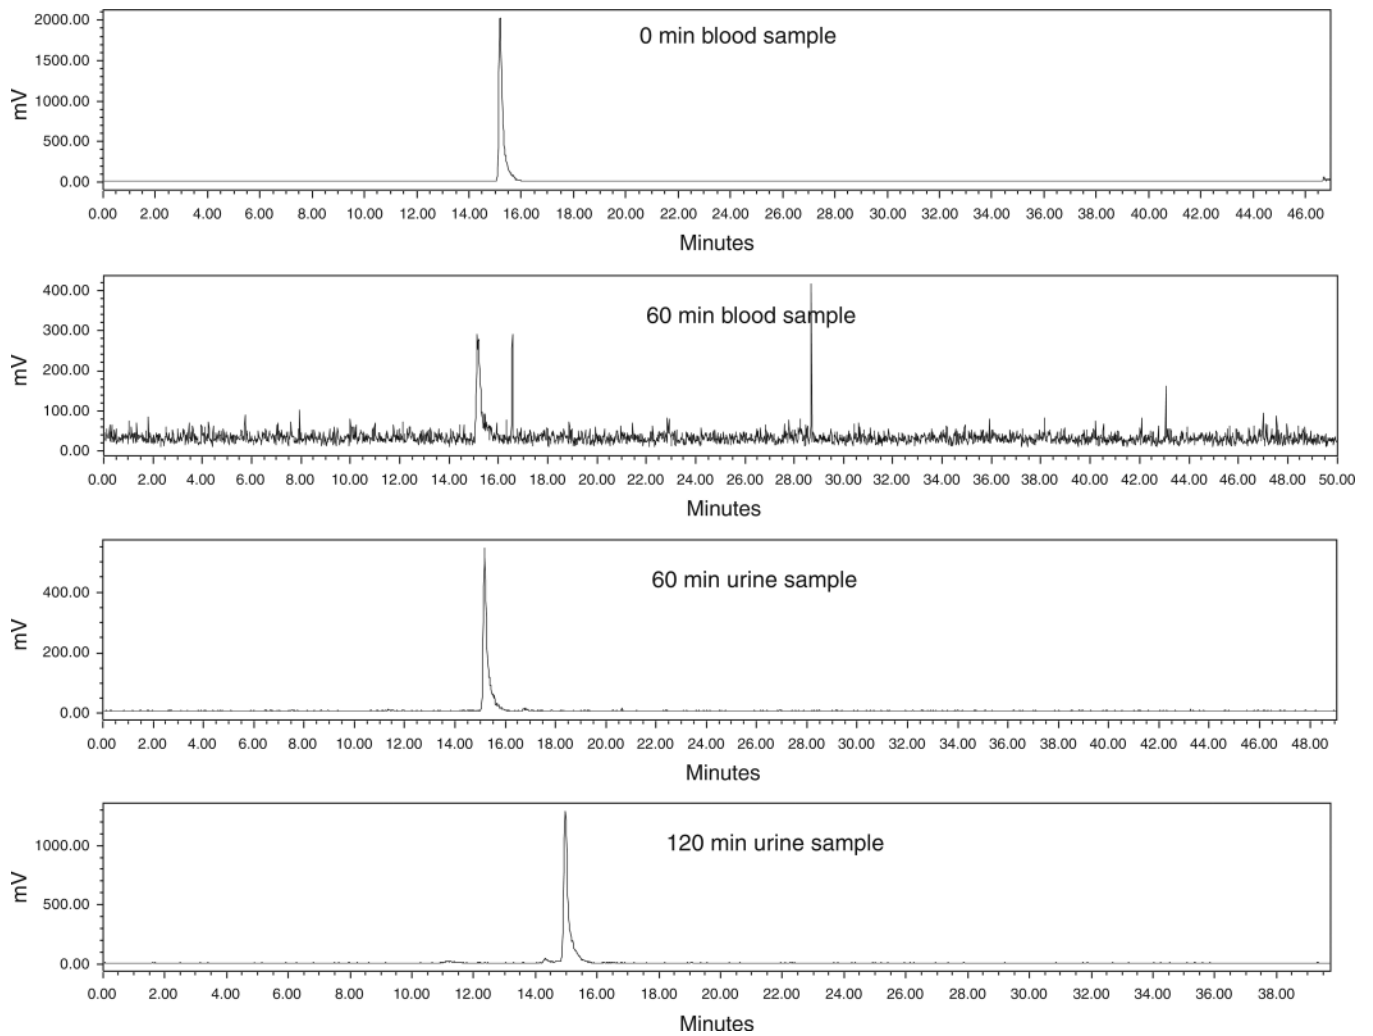 2000.00
1500.00
1000.00
500.00
0.00
mV
0 min blood sample
0.00 2.00 4.00 6.00 8.00 10.00 12.00 14.00 16.00 18.00 20.00 22.00 24.00 26.00 28.00 30.00 32.00 34.00 36.00 38.00 40.00 42.00 44.00 46.00
Minutes
400.00
300.00
200.00
100.00
0.00
mV
60 min blood sample
0.00 2.00 4.00 6.00 8.00 10.00 12.00 14.00 16.00 18.00 20.00 22.00 24.00 26.00 28.00 30.00 32.00 34.00 36.00 38.00 40.00 42.00 44.00 46.00 48.00 50.00
Minutes
400.00
200.00
0.00
mV
60 min urine sample
0.00 2.00 4.00 6.00 8.00 10.00 12.00 14.00 16.00 18.00 20.00 22.00 24.00 26.00 28.00 30.00 32.00 34.00 36.00 38.00 40.00 42.00 44.00 46.00 48.00
Minutes
1000.00
500.00
0.00
mV
120 min urine sample
0.00 2.00 4.00 6.00 8.00 10.00 12.00 14.00 16.00 18.00 20.00 22.00 24.00 26.00 28.00 30.00 32.00 34.00 36.00 38.00
Minutes